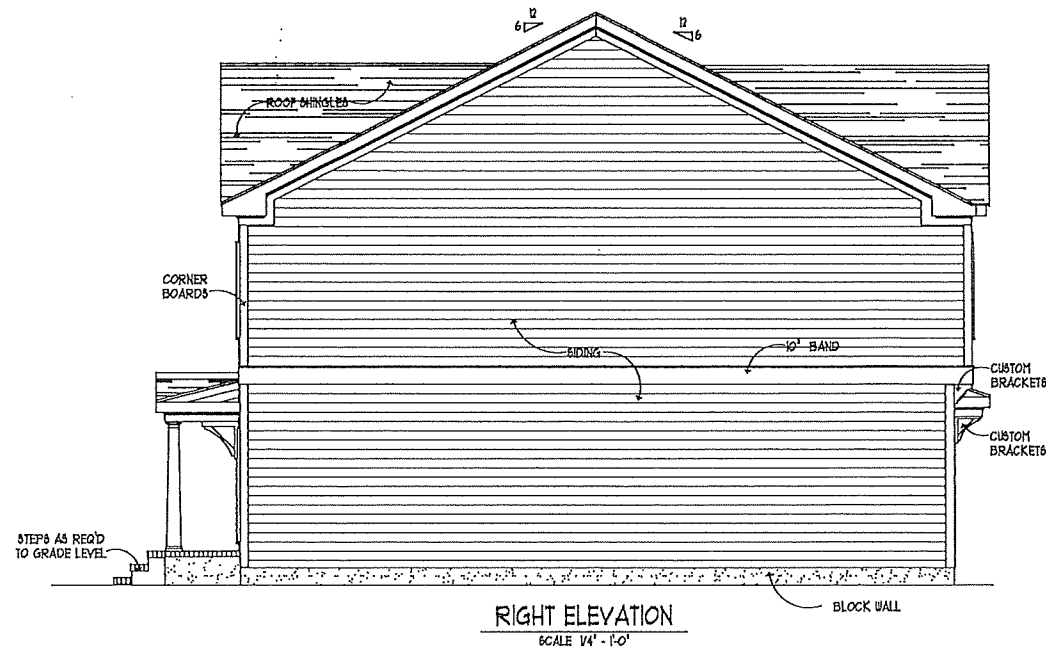 12
6
12
6
ROOF SHINGLES
CORNER
BOARDS
SIDING
10" BAND
CUSTOM
BRACKETS
CUSTOM
BRACKETS
STEPS AS REQ'D
TO GRADE LEVEL
BLOCK WALL
RIGHT ELEVATION
SCALE 1/4" - 1'-0"